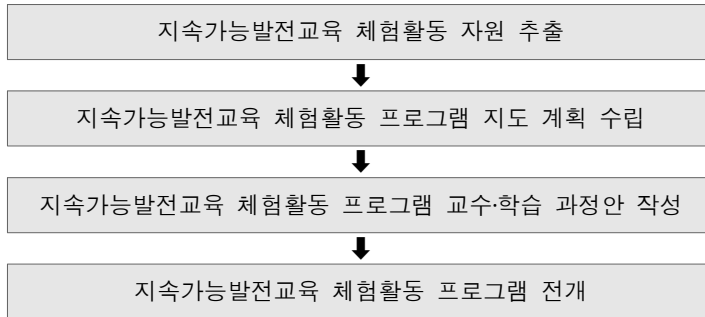 지속가능발전교육 체험활동 자원 추출
지속가능발전교육 체험활동 프로그램 지도 계획 수립
지속가능발전교육 체험활동 프로그램 교수·학습 과정안 작성
지속가능발전교육 체험활동 프로그램 전개